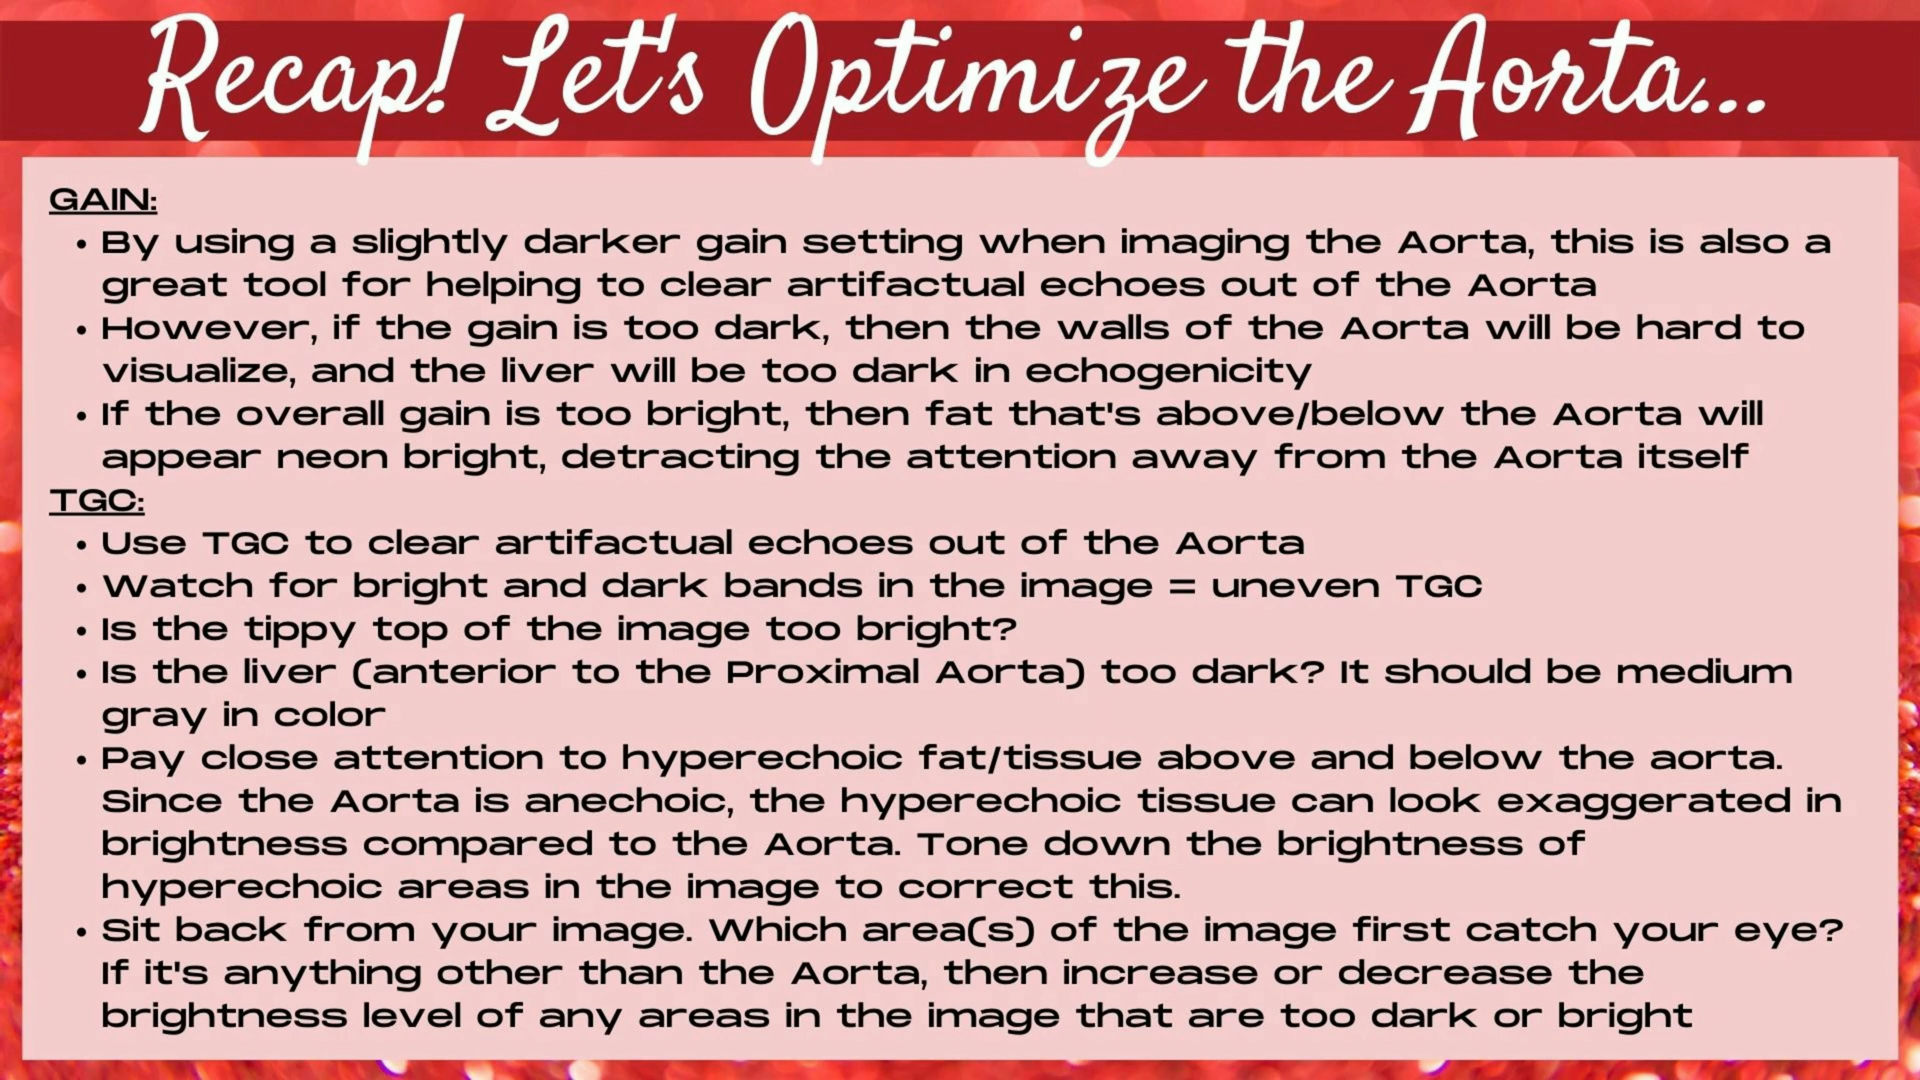 Recap! Let's Optimize the Aorta...
GAIN:
• By using a slightly darker gain setting when imaging the Aorta, this is also a
great tool for helping to clear artifactual echoes out of the Aorta
• However, if the gain is too dark, then the walls of the Aorta will be hard to
visualize, and the liver will be too dark in echogenicity
• If the overall gain is too bright, then fat that's above/below the Aorta will
appear neon bright, detracting the attention away from the Aorta itself
TGC:
• Use TGC to clear artifactual echoes out of the Aorta
• Watch for bright and dark bands in the image = uneven TGC
• Is the tippy top of the image too bright?
• Is the liver (anterior to the Proximal Aorta) too dark? It should be medium
gray in color
• Pay close attention to hyperechoic fat/tissue above and below the aorta.
Since the Aorta is anechoic, the hyperechoic tissue can look exaggerated in
brightness compared to the Aorta. Tone down the brightness of
hyperechoic areas in the image to correct this.
• Sit back from your image. Which area(s) of the image first catch your eye?
If it's anything other than the Aorta, then increase or decrease the
brightness level of any areas in the image that are too dark or bright